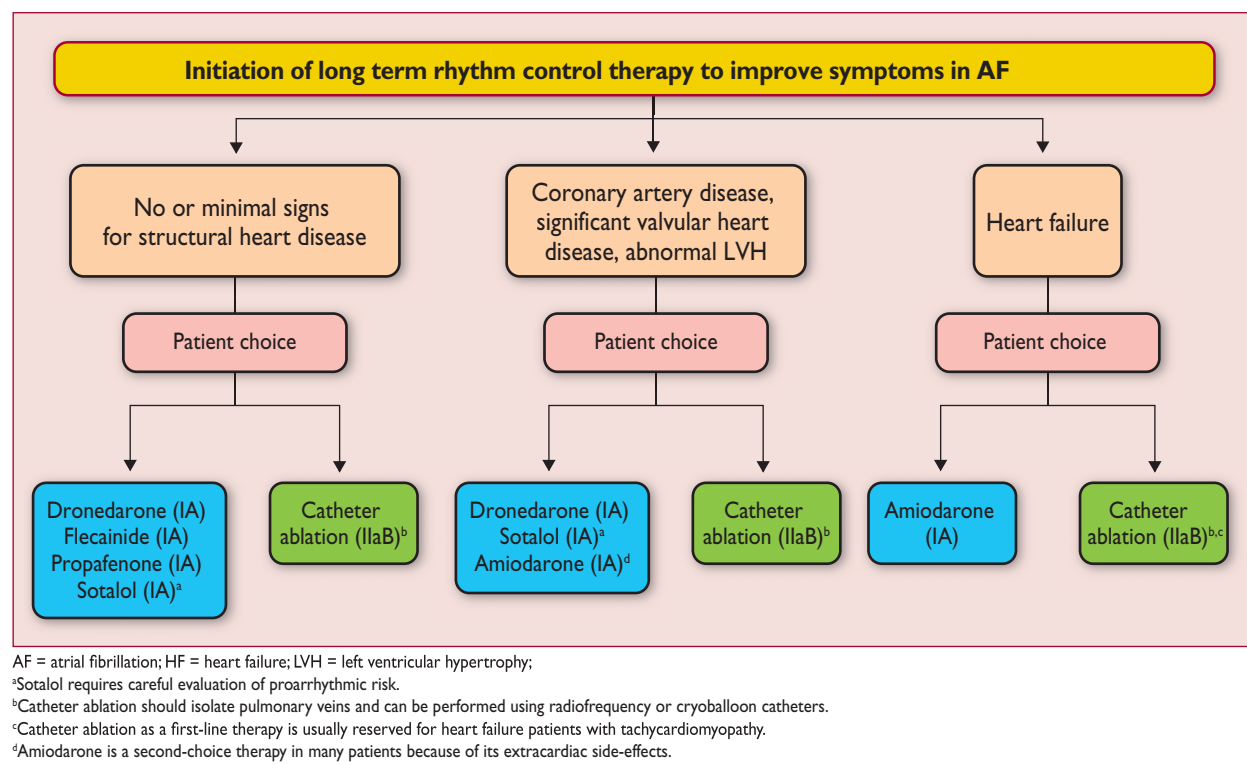 Initiation of long term rhythm control therapy to improve symptoms in AF
No or minimal signs
for structural heart disease
Coronary artery disease,
significant valvular heart
disease, abnormal LVH
Heart failure
Patient choice
Patient choice
Patient choice
Dronedarone (IA)
Flecainide (IA)
Propafenone (IA)
Sotalol (IA)ᵃ
Catheter
ablation (IIaB)ᵇ
Dronedarone (IA)
Sotalol (IA)ᵃ
Amiodarone (IA)ᵈ
Catheter
ablation (IIaB)ᵇ
Amiodarone
(IA)
Catheter
ablation (IIaB)ᵇ,ᶜ
AF = atrial fibrillation; HF = heart failure; LVH = left ventricular hypertrophy;
ᵃSotalol requires careful evaluation of proarrhythmic risk.
ᵇCatheter ablation should isolate pulmonary veins and can be performed using radiofrequency or cryoballoon catheters.
ᶜCatheter ablation as a first-line therapy is usually reserved for heart failure patients with tachycardiomyopathy.
ᵈAmiodarone is a second-choice therapy in many patients because of its extracardiac side-effects.